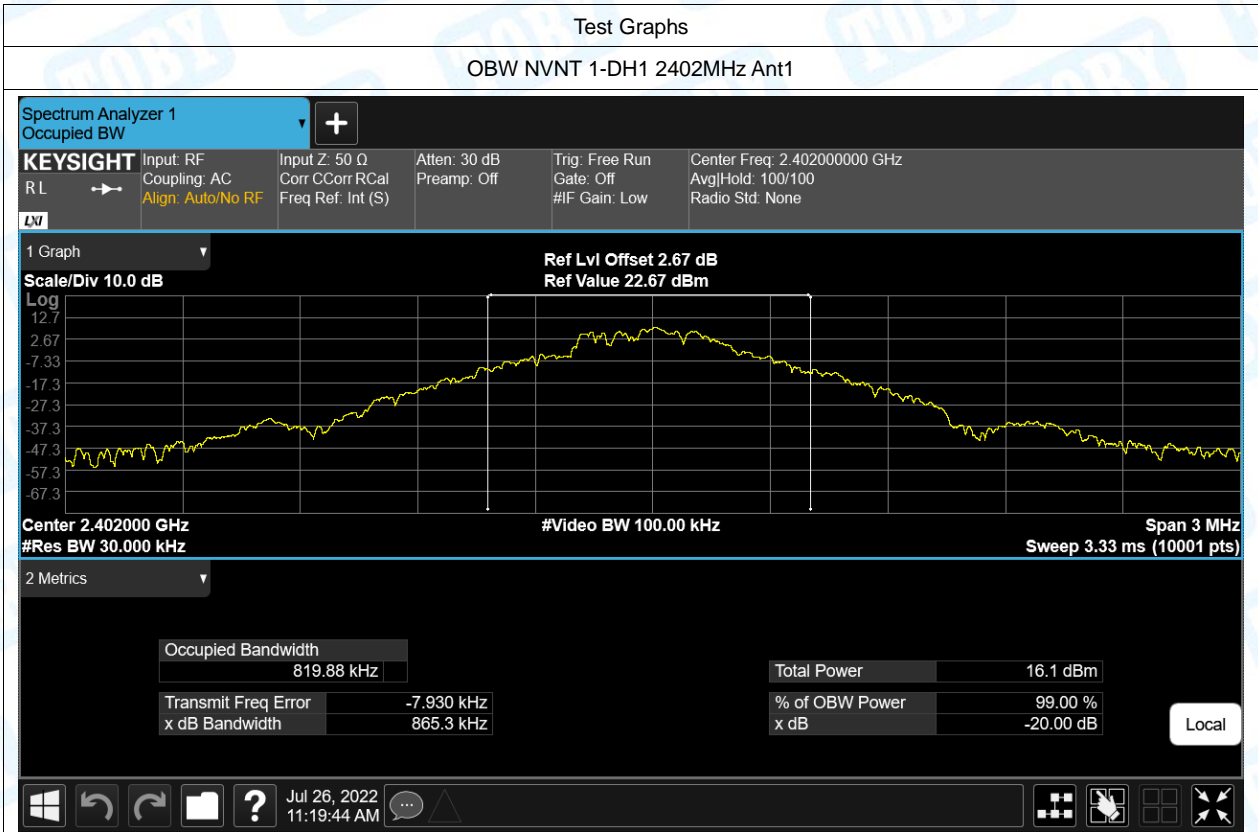 Test Graphs
OBW NVNT 1-DH1 2402MHz Ant1
Spectrum Analyzer 1
Occupied BW
KEYSIGHT
R L
LXI
Input: RF
Coupling: AC
Align: Auto/No RF
Input Z: 50 Ω
Corr CCorr RCal
Freq Ref: Int (S)
Atten: 30 dB
Preamp: Off
Trig: Free Run
Gate: Off
#IF Gain: Low
Center Freq: 2.402000000 GHz
Avg|Hold: 100/100
Radio Std: None
1 Graph
Scale/Div 10.0 dB
Ref Lvl Offset 2.67 dB
Ref Value 22.67 dBm
Log
12.7
2.67
-7.33
-17.3
-27.3
-37.3
-47.3
-57.3
-67.3
Center 2.402000 GHz
#Res BW 30.000 kHz
#Video BW 100.00 kHz
Span 3 MHz
Sweep 3.33 ms (10001 pts)
2 Metrics
Occupied Bandwidth
819.88 kHz
Total Power 16.1 dBm
Transmit Freq Error -7.930 kHz
% of OBW Power 99.00 %
x dB Bandwidth 865.3 kHz
x dB -20.00 dB
Local
?
Jul 26, 2022
11:19:44 AM
TOBY